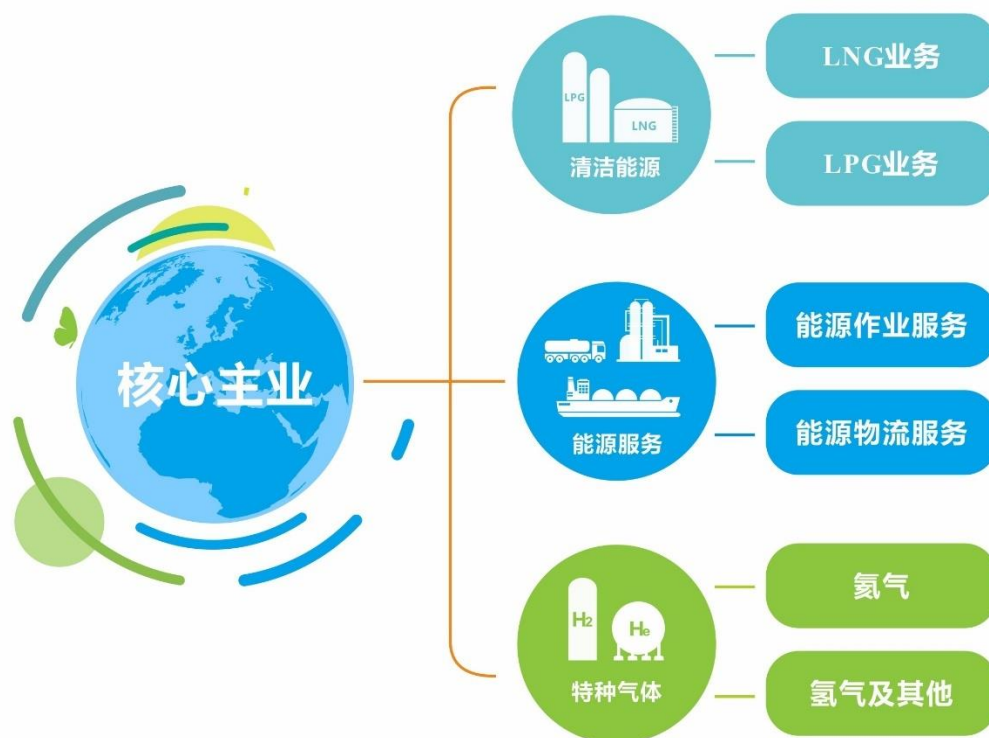 核心主业
LPG
LNG
清洁能源
LNG业务
LPG业务
能源服务
能源作业服务
能源物流服务
H2
He
特种气体
氦气
氢气及其他